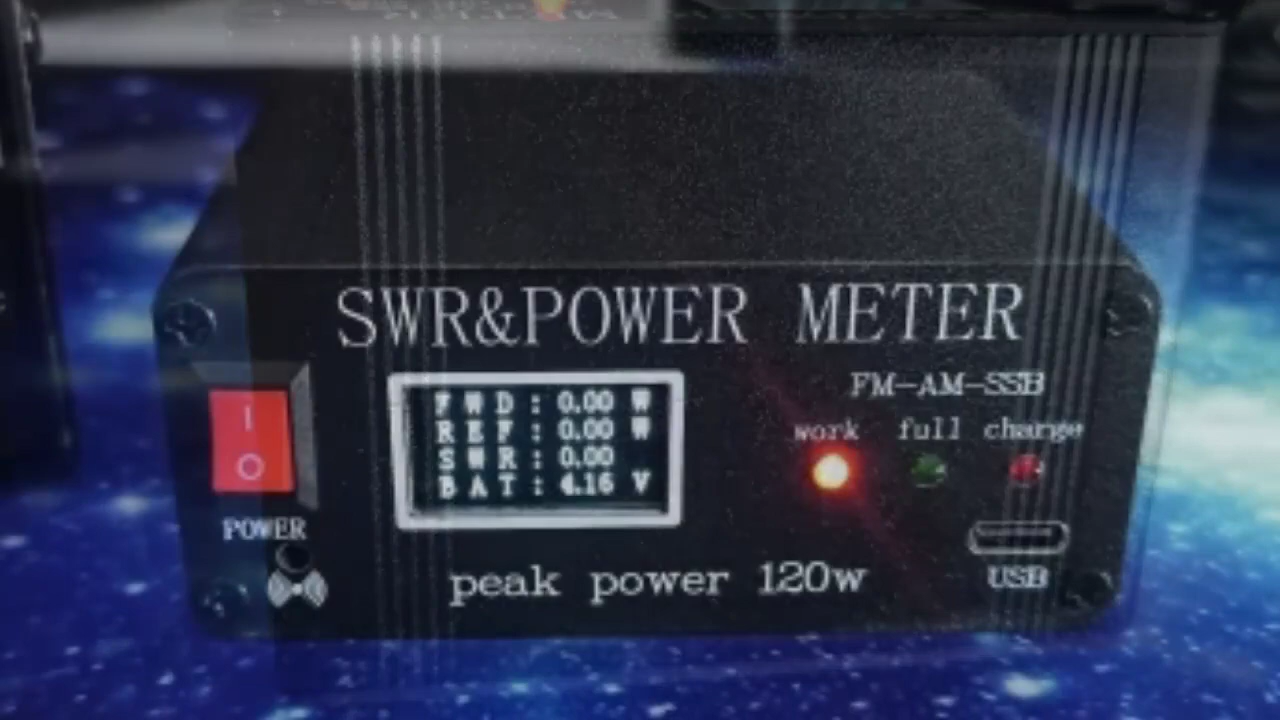 SWR&POWER METER
FM-AM-SSB
work full change
FWD: 0.00 W
REF: 0.00 W
SWR: 0.00
BAT: 4.16 V
POWER
peak power 120w
USB